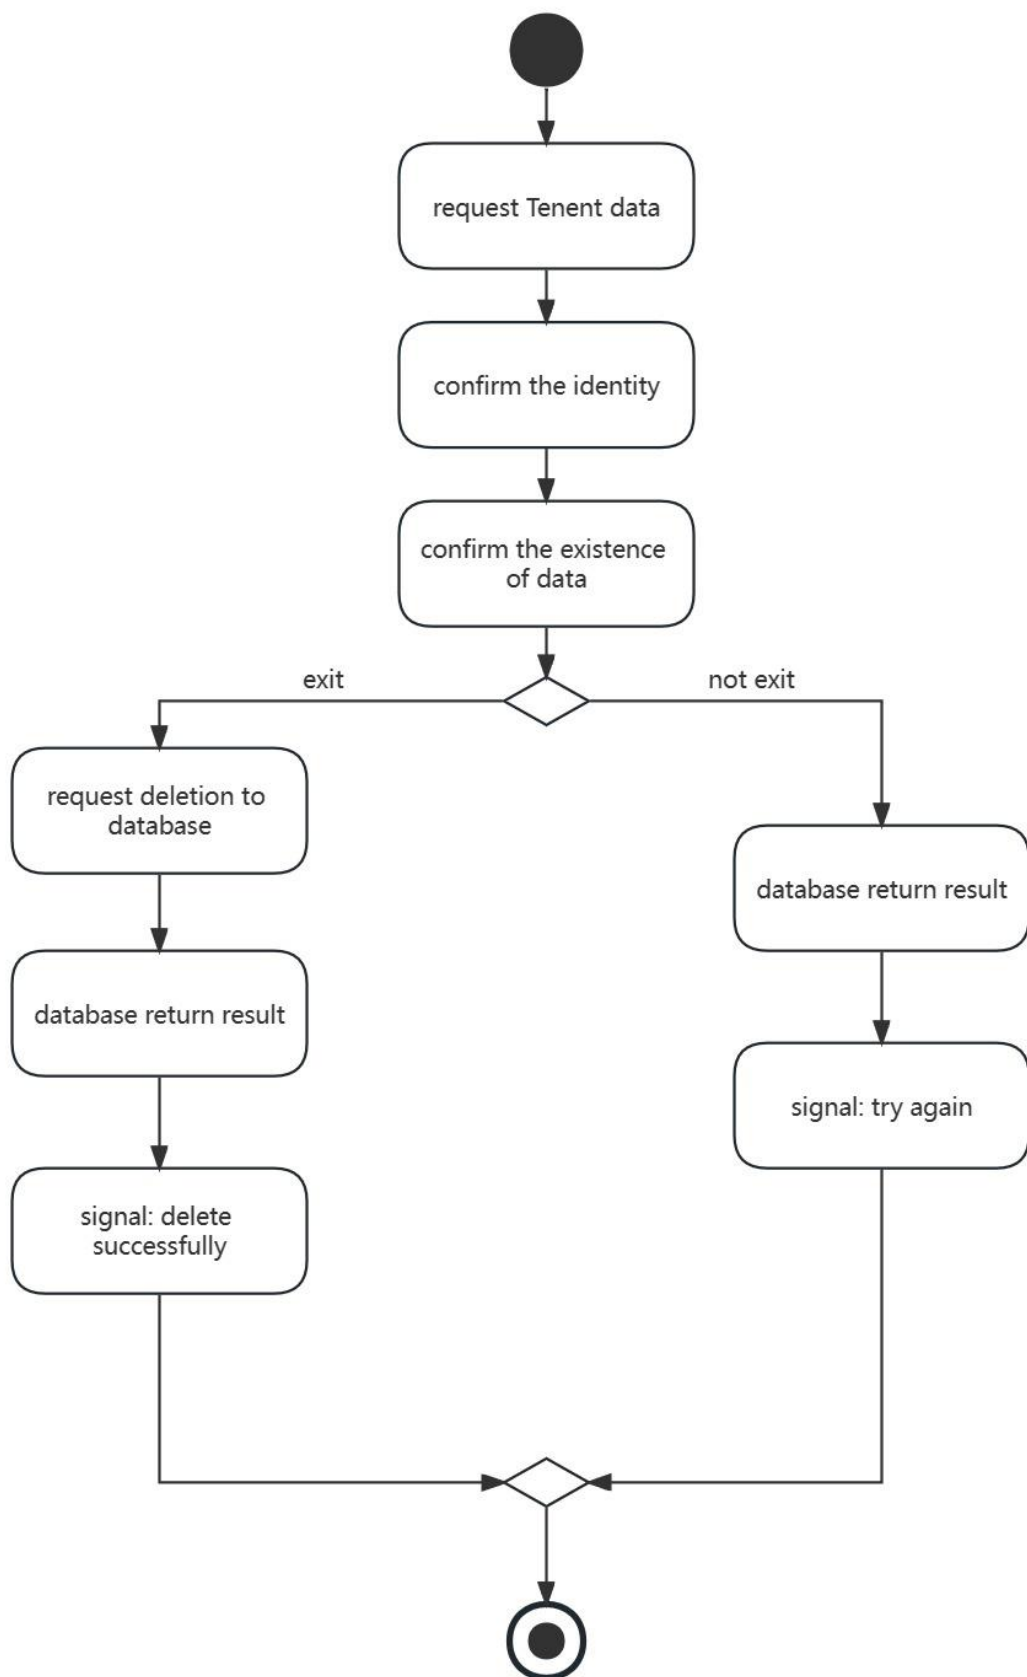 request Tenent data
confirm the identity
confirm the existence
of data
exit
not exit
request deletion to
database
database return result
signal: delete
successfully
database return result
signal: try again